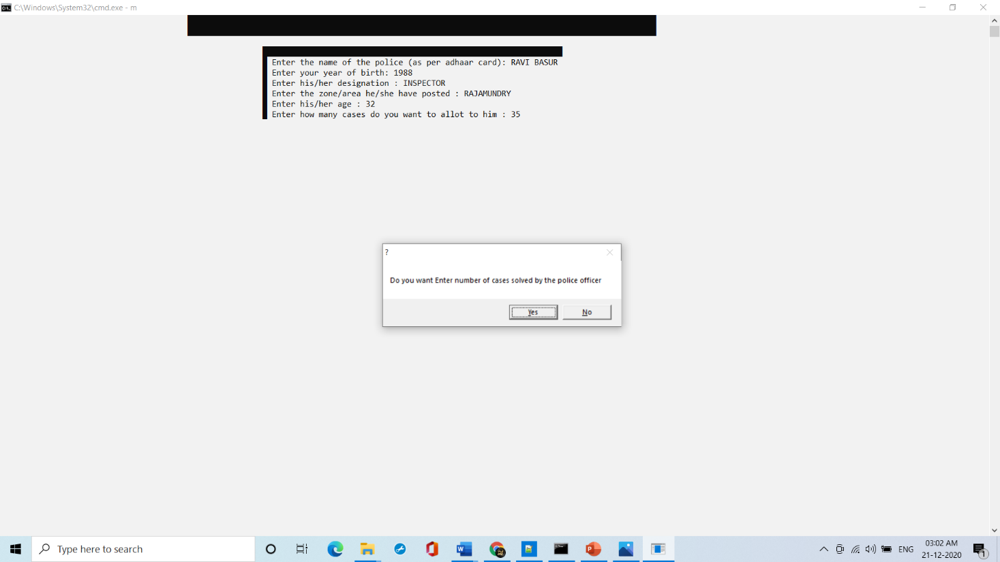 C:\Windows\System32\cmd.exe - m
Enter the name of the police (as per adhaar card): RAVI BASUR
Enter your year of birth: 1988
Enter his/her designation : INSPECTOR
Enter the zone/area he/she have posted : RAJAMUNDRY
Enter his/her age : 32
Enter how many cases do you want to allot to him : 35
?
Do you want Enter number of cases solved by the police officer
Yes No
Type here to search
ENG
03:02 AM
21-12-2020
1